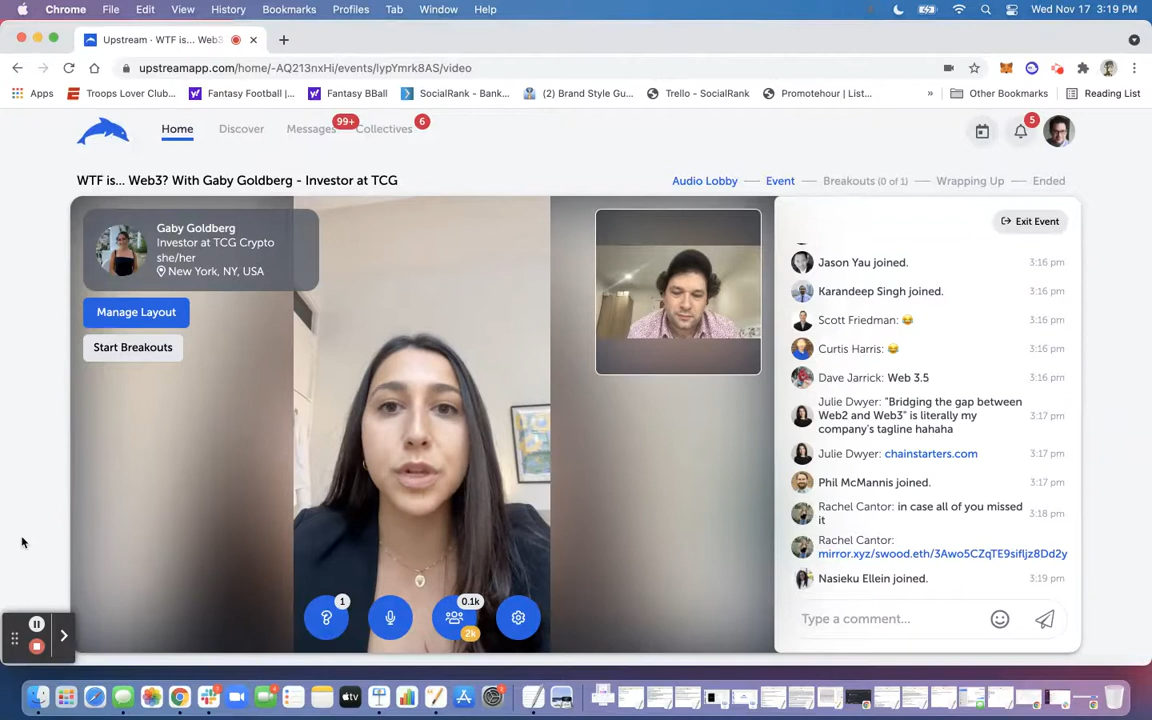 Chrome File Edit View History Bookmarks Profiles Tab Window Help Wed Nov 17 3:19 PM
Upstream · WTF is... Web3
upstreamapp.com/home/-AQ213nxHi/events/lypYmrk8AS/video
Apps Troops Lover Club... Fantasy Football |... Fantasy BBall SocialRank - Bank... (2) Brand Style Gu... Trello - SocialRank Promotehour | List... » Other Bookmarks Reading List
Home Discover Messages 99+ Collectives 6 5
WTF is... Web3? With Gaby Goldberg - Investor at TCG
Audio Lobby Event Breakouts (0 of 1) Wrapping Up Ended
Gaby Goldberg
Investor at TCG Crypto
she/her
New York, NY, USA
Manage Layout
Start Breakouts
1
0.1k
2k
Exit Event
Jason Yau joined. 3:16 pm
Karandeep Singh joined. 3:16 pm
Scott Friedman: 😂 3:16 pm
Curtis Harris: 😂 3:16 pm
Dave Jarrick: Web 3.5 3:16 pm
Julie Dwyer: "Bridging the gap between
Web2 and Web3" is literally my 3:17 pm
company's tagline hahaha
Julie Dwyer: chainstarters.com 3:17 pm
Phil McMannis joined. 3:17 pm
Rachel Cantor: in case all of you missed
it 3:18 pm
Rachel Cantor:
mirror.xyz/swood.eth/3Awo5CZqTE9sifljz8Dd2y
Nasieku Ellein joined. 3:19 pm
Type a comment...